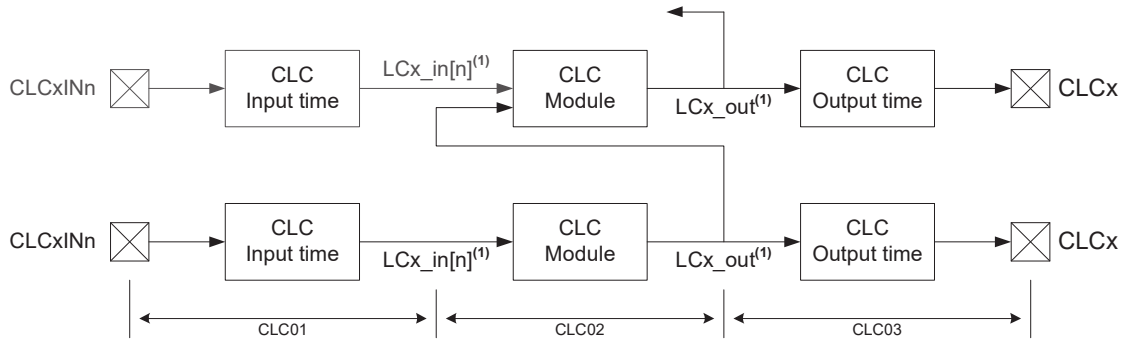 CLCxINn
CLC
Input time
LCx_in[n](1)
CLC
Module
LCx_out(1)
CLC
Output time
CLCx
CLCxINn
CLC
Input time
LCx_in[n](1)
CLC
Module
LCx_out(1)
CLC
Output time
CLCx
CLC01
CLC02
CLC03